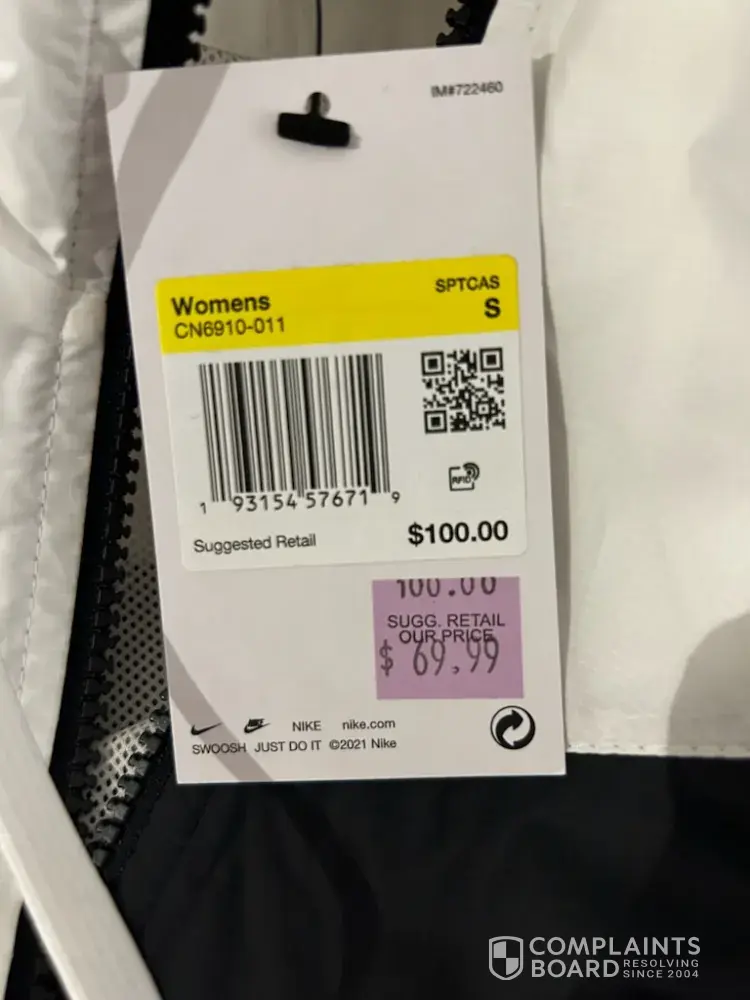 IM#722460
Womens
CN6910-011
SPTCAS
S
RFID
1 93154 57671 9
Suggested Retail
$100.00
100.00
SUGG. RETAIL
OUR PRICE
$ 69.99
NIKE nike.com
SWOOSH JUST DO IT ©2021 Nike
COMPLAINTS
BOARD RESOLVING
SINCE 2004